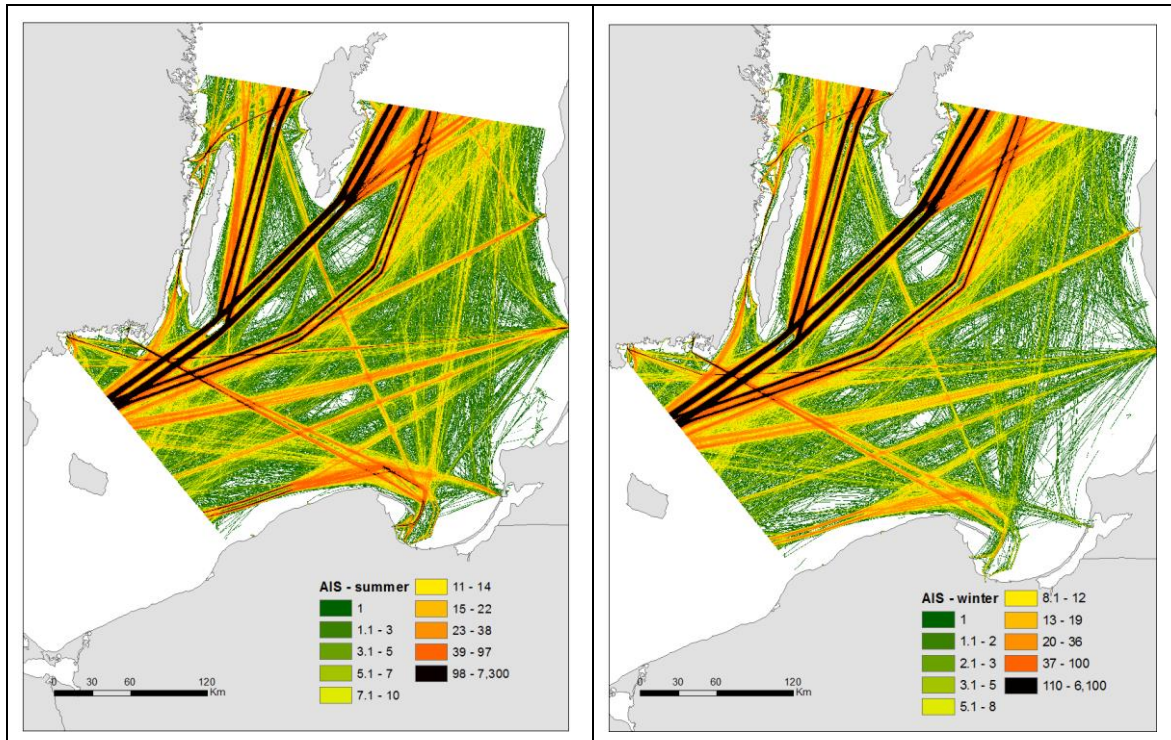 AIS - summer
1
1.1 - 3
3.1 - 5
5.1 - 7
7.1 - 10
11 - 14
15 - 22
23 - 38
39 - 97
98 - 7,300
0 30 60 120
Km
AIS - winter
1
1.1 - 2
2.1 - 3
3.1 - 5
5.1 - 8
8.1 - 12
13 - 19
20 - 36
37 - 100
110 - 6,100
0 30 60 120
Km